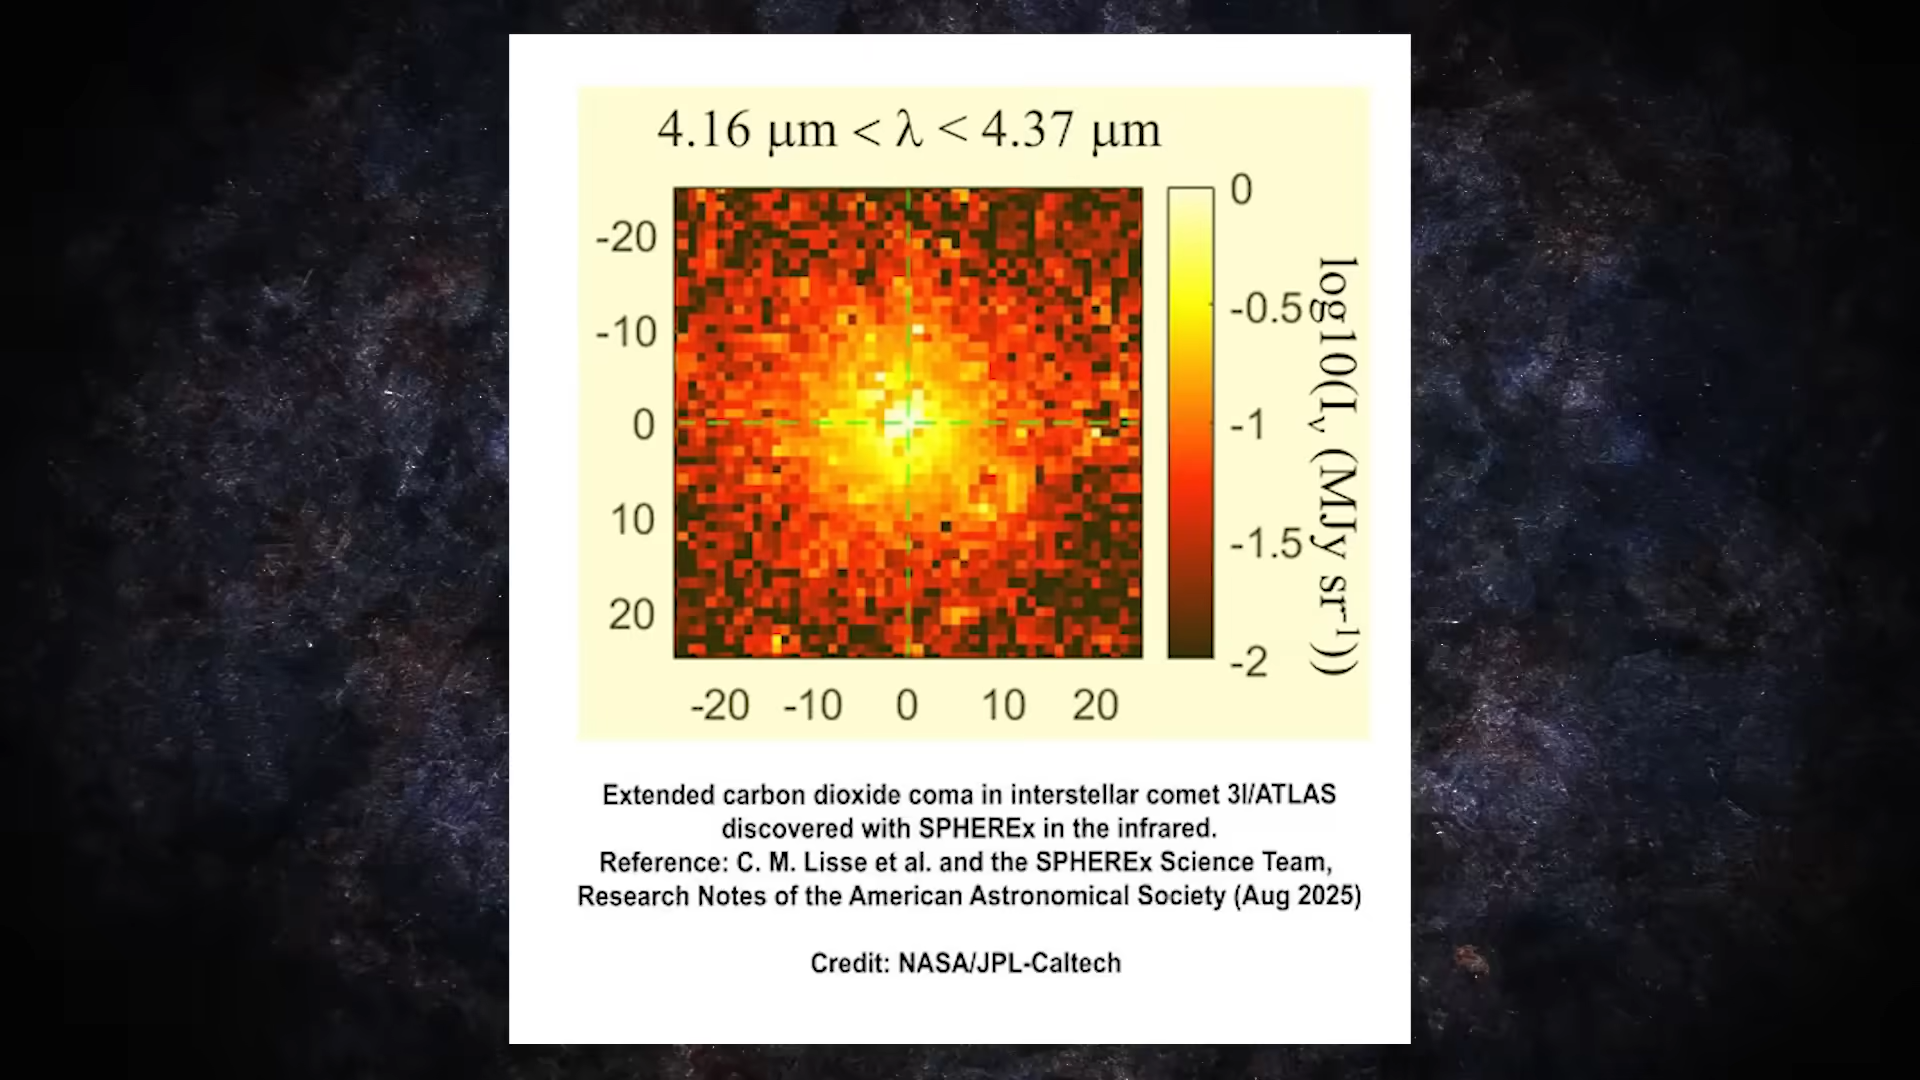 4.16 μm < λ < 4.37 μm
0
-20
-0.5
-10
0
-1
10
-1.5
20
-2
log10(Iν (MJy sr-1))
-20 -10 0 10 20
Extended carbon dioxide coma in interstellar comet 3I/ATLAS
discovered with SPHEREx in the infrared.
Reference: C. M. Lisse et al. and the SPHEREx Science Team,
Research Notes of the American Astronomical Society (Aug 2025)
Credit: NASA/JPL-Caltech